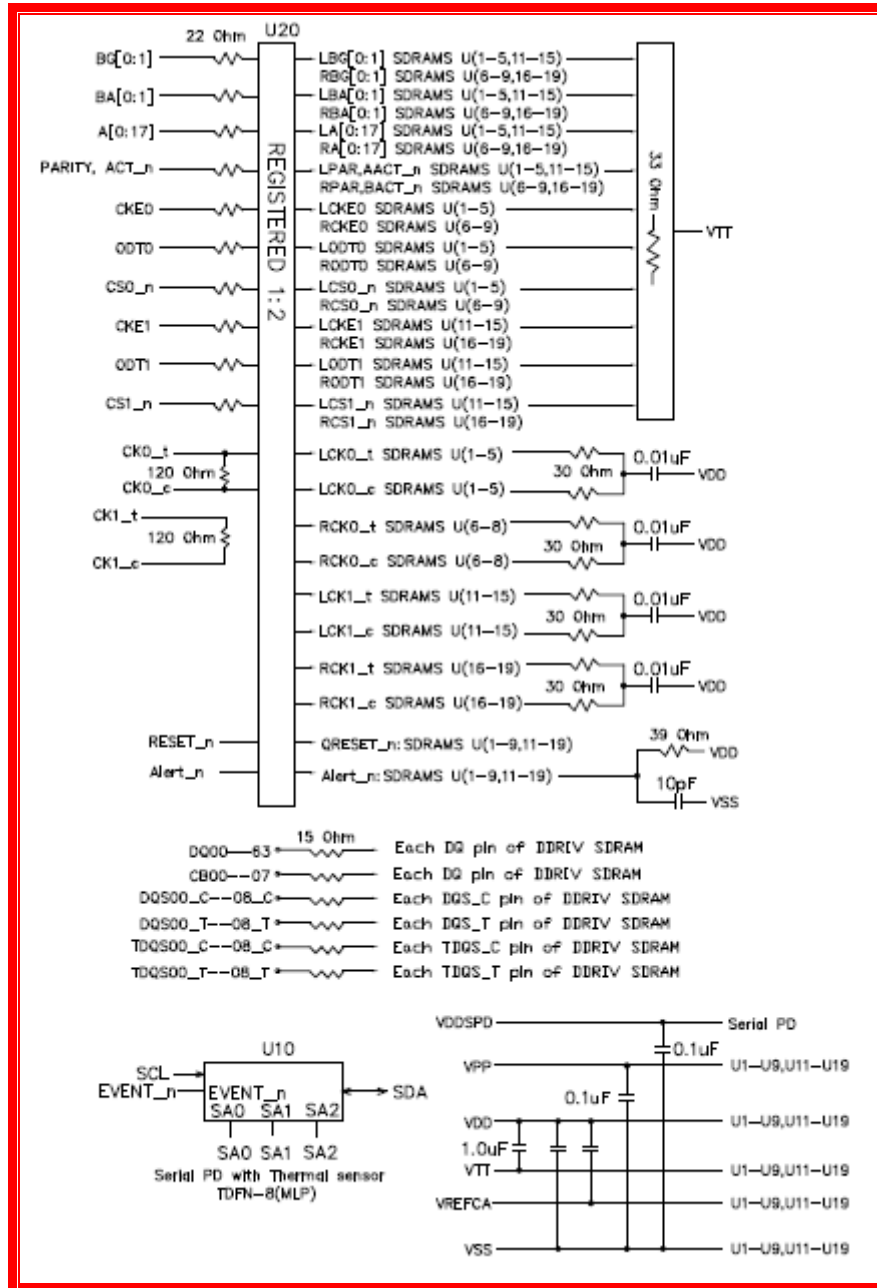 22 Ohm U20
BG[0:1] LBG[0:1] SDRAMS U(1-5,11-15)
RBG[0:1] SDRAMS U(6-9,16-19)
BA[0:1] LBA[0:1] SDRAMS U(1-5,11-15)
RBA[0:1] SDRAMS U(6-9,16-19)
A[0:17] LA[0:17] SDRAMS U(1-5,11-15)
RA[0:17] SDRAMS U(6-9,16-19)
PARITY, ACT_n LPAR,AACT_n SDRAMS U(1-5,11-15)
RPAR,BACT_n SDRAMS U(6-9,16-19)
CKE0 LCKE0 SDRAMS U(1-5)
RCKE0 SDRAMS U(6-9)
ODT0 LODT0 SDRAMS U(1-5)
RODT0 SDRAMS U(6-9)
CS0_n LCS0_n SDRAMS U(1-5)
RCS0_n SDRAMS U(6-9)
CKE1 LCKE1 SDRAMS U(11-15)
RCKE1 SDRAMS U(16-19)
ODT1 LODT1 SDRAMS U(11-15)
RODT1 SDRAMS U(16-19)
CS1_n LCS1_n SDRAMS U(11-15)
RCS1_n SDRAMS U(16-19)
REGISTERED 1:2
33 Ohm
VTT
CK0_t LCK0_t SDRAMS U(1-5) 0.01uF
120 Ohm 30 Ohm VDD
CK0_c LCK0_c SDRAMS U(1-5)
CK1_t RCK0_t SDRAMS U(6-8) 0.01uF
120 Ohm 30 Ohm VDD
CK1_c RCK0_c SDRAMS U(6-8)
LCK1_t SDRAMS U(11-15) 0.01uF
30 Ohm VDD
LCK1_c SDRAMS U(11-15)
RCK1_t SDRAMS U(16-19) 0.01uF
30 Ohm VDD
RCK1_c SDRAMS U(16-19)
RESET_n QRESET_n: SDRAMS U(1-9,11-19) 39 Ohm VDD
Alert_n Alert_n: SDRAMS U(1-9,11-19) 10pF VSS
15 Ohm
DQ00--63 Each DQ pin of DDRIV SDRAM
CB00--07 Each DQ pin of DDRIV SDRAM
DQS00_C--08_C Each DQS_C pin of DDRIV SDRAM
DQS00_T--08_T Each DQS_T pin of DDRIV SDRAM
TDQS00_C--08_C Each TDQS_C pin of DDRIV SDRAM
TDQS00_T--08_T Each TDQS_T pin of DDRIV SDRAM
U10
SCL
EVENT_n EVENT_n SDA
SA0 SA1 SA2
SA0 SA1 SA2
Serial PD with Thermal sensor
TDFN-8(MLP)
VDDSPD Serial PD
0.1uF
VPP U1-U9,U11-U19
0.1uF
VDD U1-U9,U11-U19
1.0uF
VTT U1-U9,U11-U19
VREFCA U1-U9,U11-U19
VSS U1-U9,U11-U19